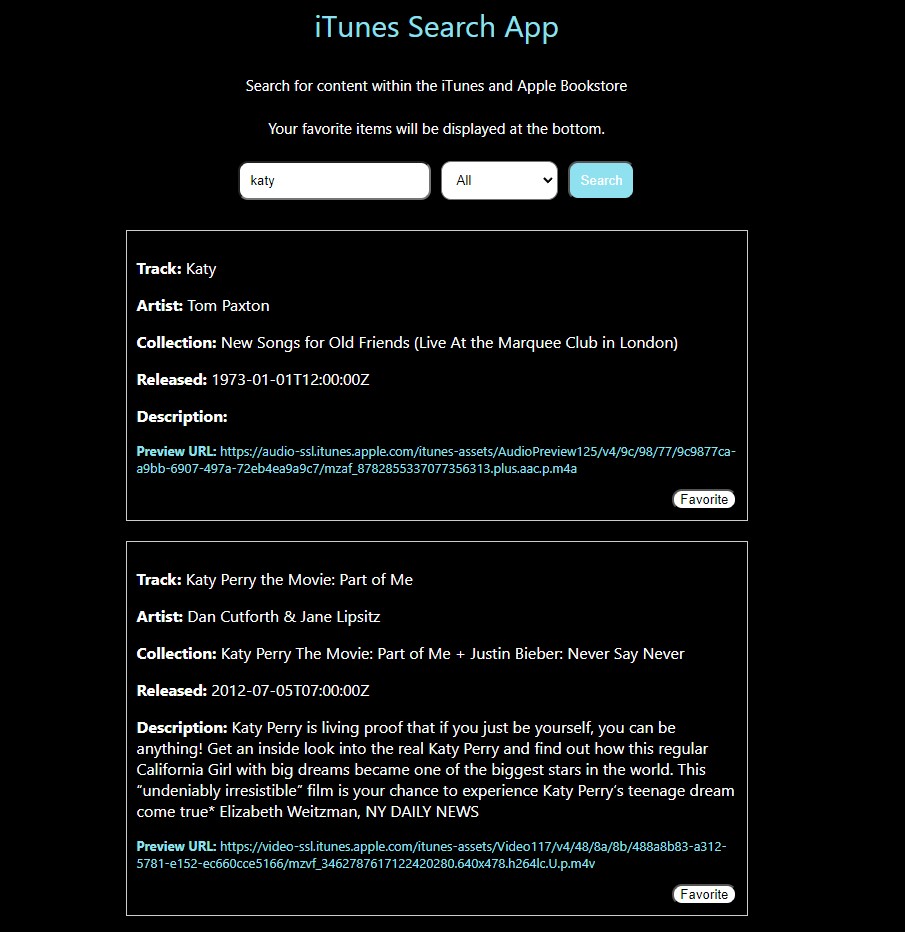 iTunes Search App
Search for content within the iTunes and Apple Bookstore
Your favorite items will be displayed at the bottom.
katy All Search
Track: Katy
Artist: Tom Paxton
Collection: New Songs for Old Friends (Live At the Marquee Club in London)
Released: 1973-01-01T12:00:00Z
Description:
Preview URL: https://audio-ssl.itunes.apple.com/itunes-assets/AudioPreview125/v4/9c/98/77/9c9877ca-
a9bb-6907-497a-72eb4ea9a9c7/mzaf_8782855337077356313.plus.aac.p.m4a
Favorite
Track: Katy Perry the Movie: Part of Me
Artist: Dan Cutforth & Jane Lipsitz
Collection: Katy Perry The Movie: Part of Me + Justin Bieber: Never Say Never
Released: 2012-07-05T07:00:00Z
Description: Katy Perry is living proof that if you just be yourself, you can be
anything! Get an inside look into the real Katy Perry and find out how this regular
California Girl with big dreams became one of the biggest stars in the world. This
“undeniably irresistible” film is your chance to experience Katy Perry’s teenage dream
come true* Elizabeth Weitzman, NY DAILY NEWS
Preview URL: https://video-ssl.itunes.apple.com/itunes-assets/Video117/v4/48/8a/8b/488a8b83-a312-
5781-e152-ec660cce5166/mzvf_3462787617122420280.640x478.h264lc.U.p.m4v
Favorite